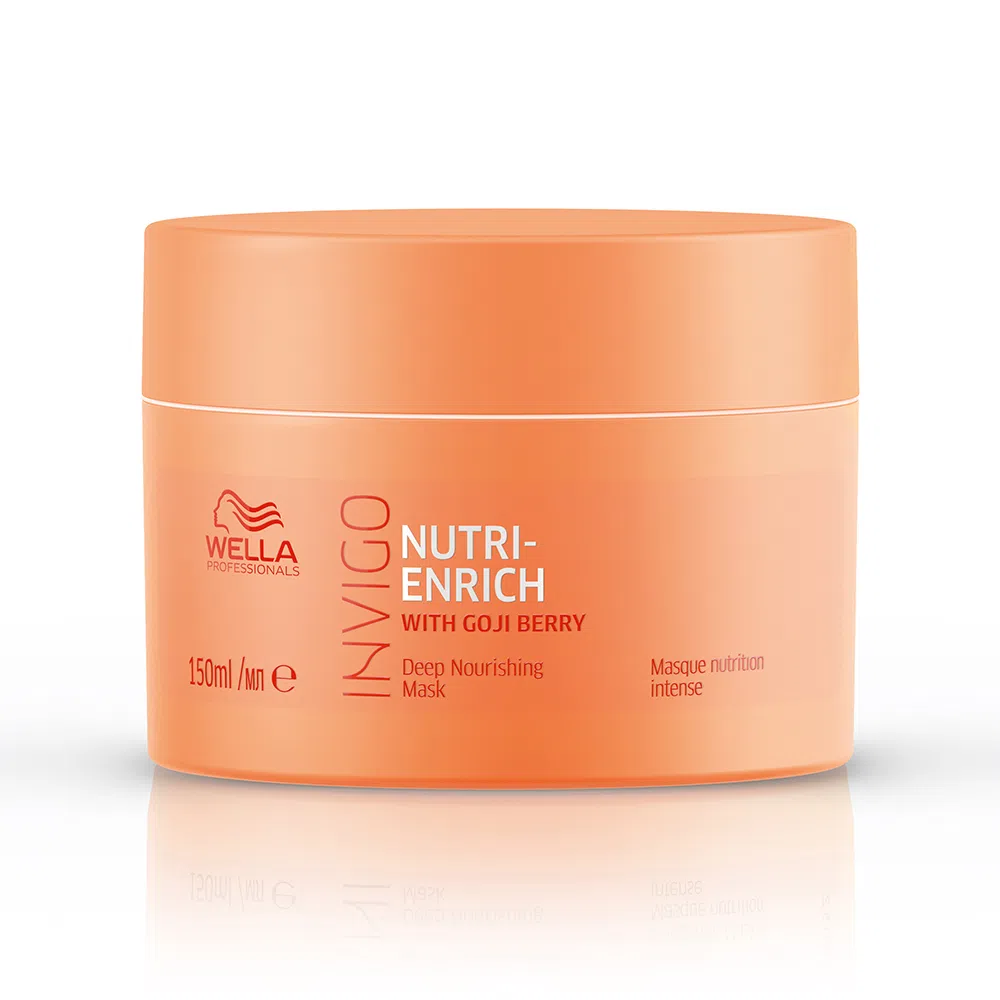 WELLA
PROFESSIONALS
150ml /мл e
INVIGO
NUTRI-
ENRICH
WITH GOJI BERRY
Deep Nourishing
Mask
Masque nutrition
intense